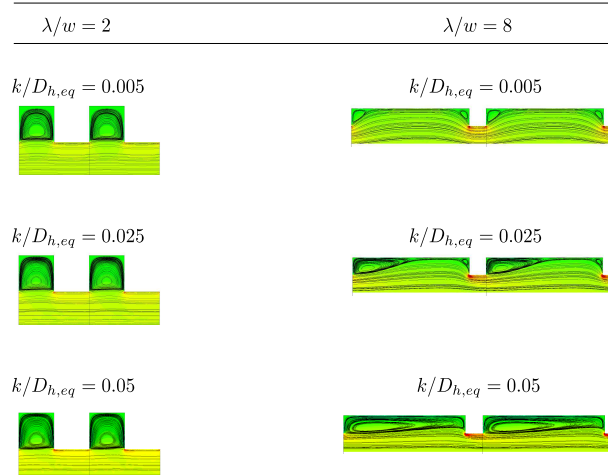 λ/w = 2 λ/w = 8
k/D_{h,eq} = 0.005 k/D_{h,eq} = 0.005
k/D_{h,eq} = 0.025 k/D_{h,eq} = 0.025
k/D_{h,eq} = 0.05 k/D_{h,eq} = 0.05